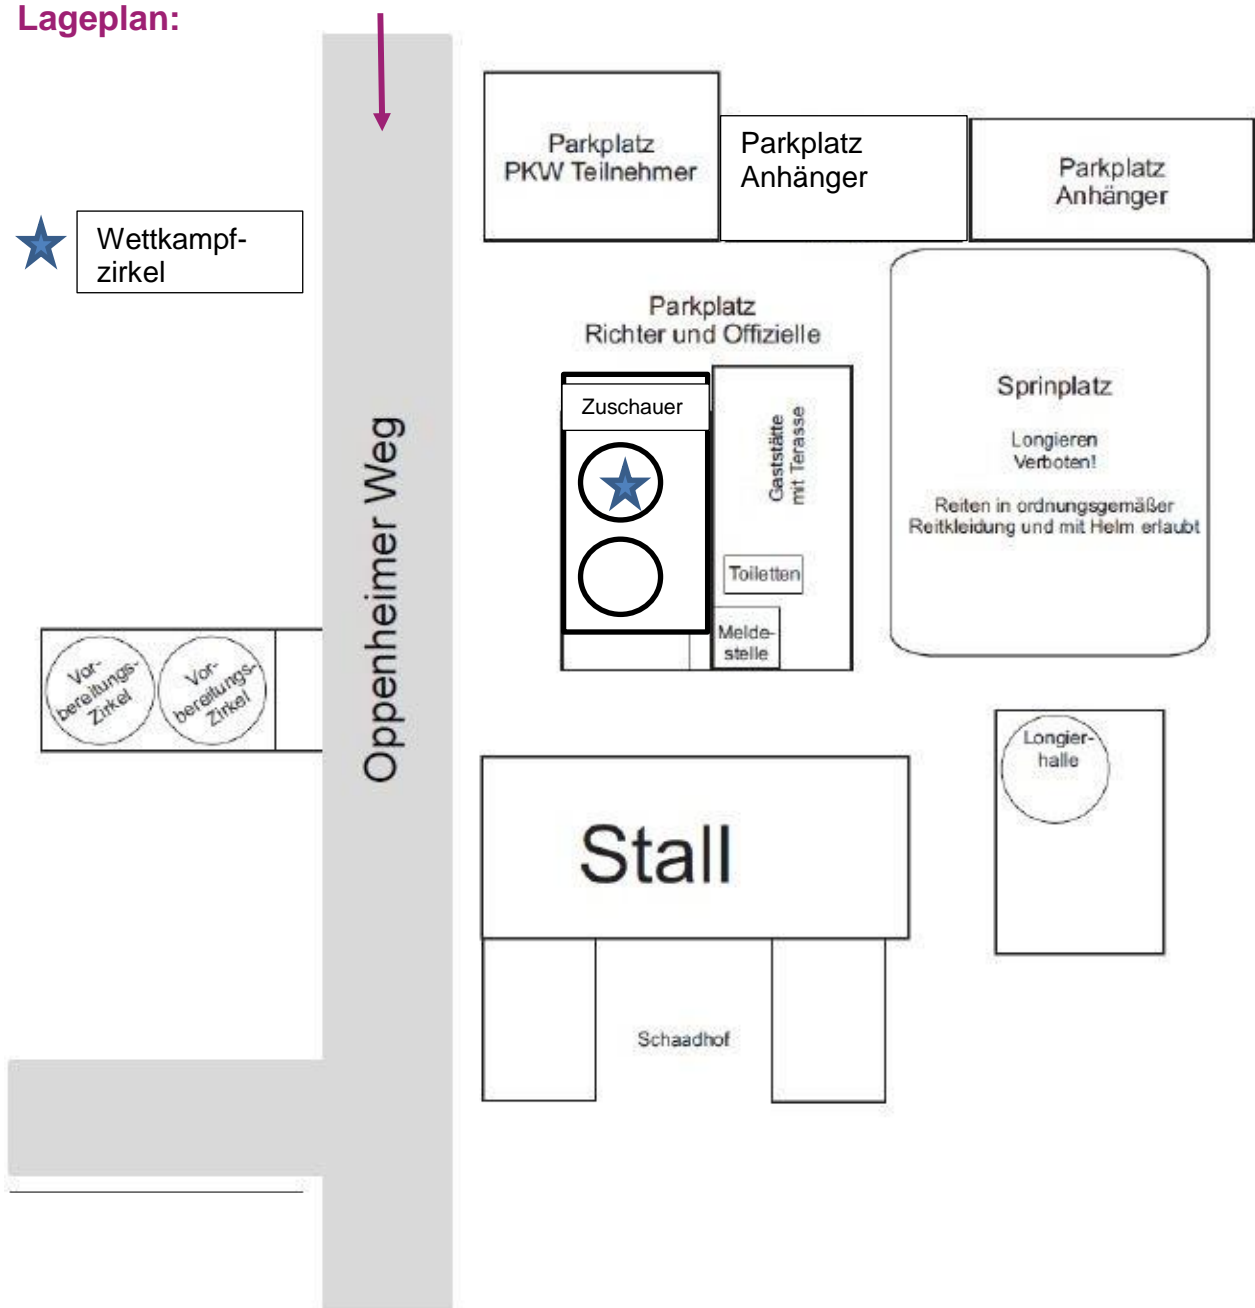 Lageplan:
Parkplatz
PKW Teilnehmer
Parkplatz
Anhänger
Parkplatz
Anhänger
Wettkampf-
zirkel
Parkplatz
Richter und Offizielle
Zuschauer
Gaststätte
mit Terasse
Toiletten
Melde-
stelle
Sprinplatz
Longieren
Verboten!
Reiten in ordnungsgemäßer
Reitkleidung und mit Helm erlaubt
Oppenheimer Weg
Vor-
bereitungs-
Zirkel
Vor-
bereitungs-
Zirkel
Longier-
halle
Stall
Schaadhof